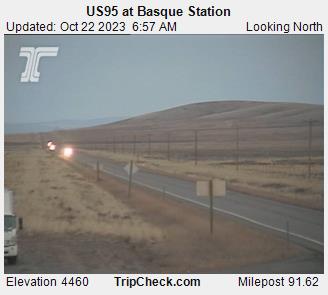 US95 at Basque Station
Updated: Oct 22 2023 6:57 AM Looking North
Elevation 4460 TripCheck.com Milepost 91.62